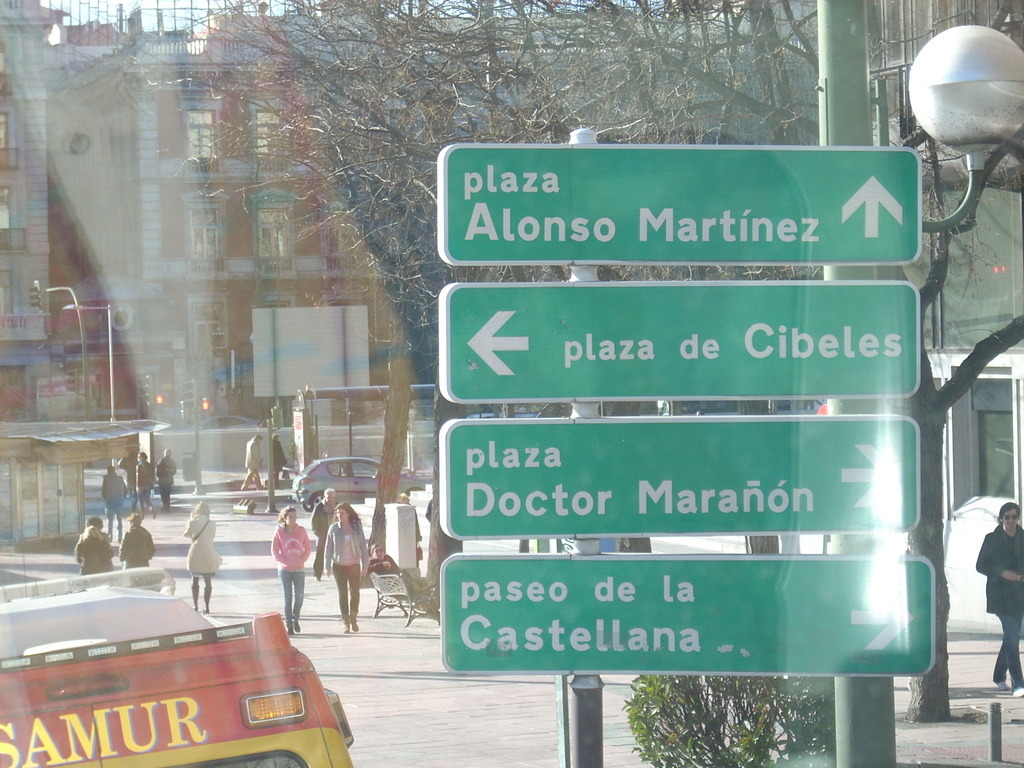 plaza
Alonso Martínez
plaza de Cibeles
plaza
Doctor Marañón
paseo de la
Castellana
SAMUR